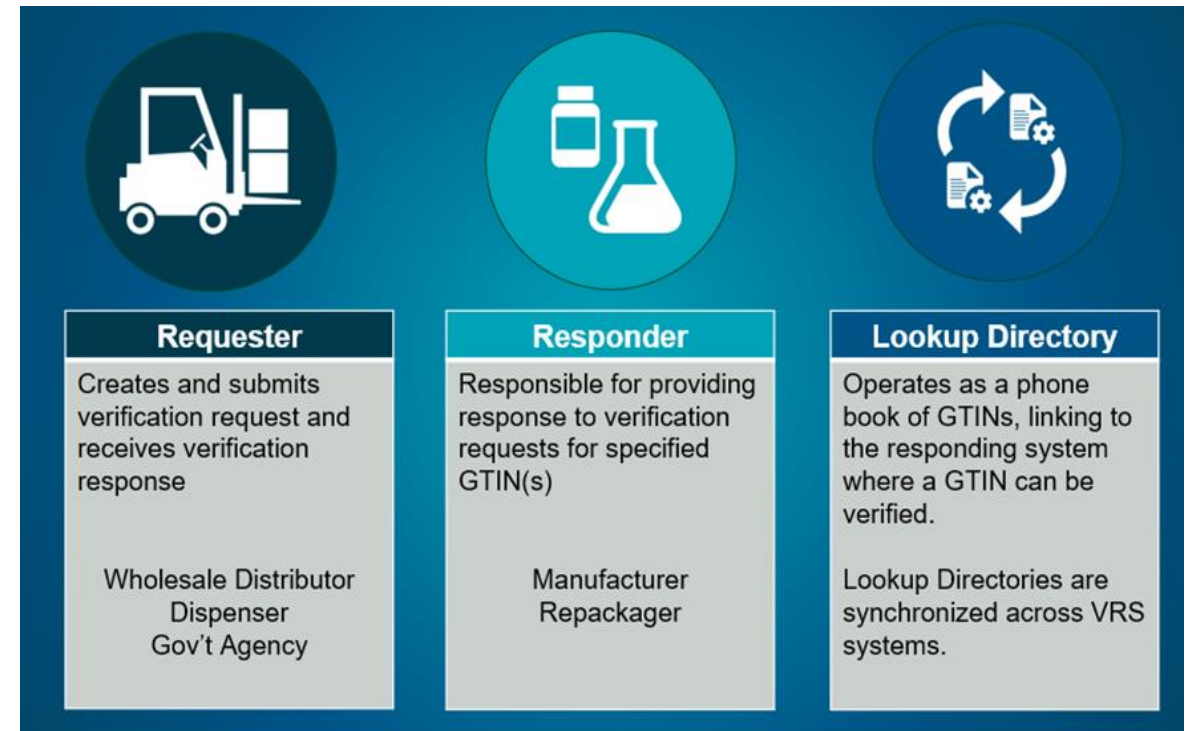 Requester
Creates and submits
verification request and
receives verification
response
Wholesale Distributor
Dispenser
Gov't Agency
Responder
Responsible for providing
response to verification
requests for specified
GTIN(s)
Manufacturer
Repackager
Lookup Directory
Operates as a phone
book of GTINs, linking to
the responding system
where a GTIN can be
verified.
Lookup Directories are
synchronized across VRS
systems.